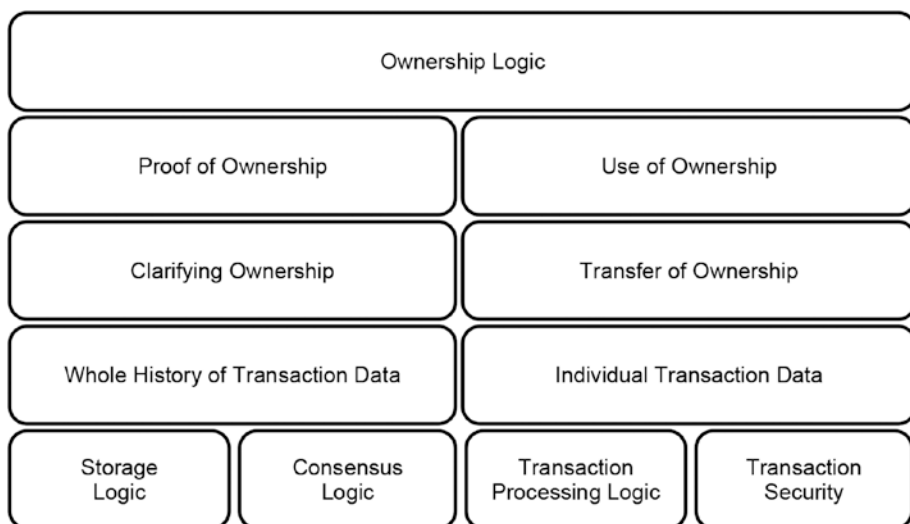 Ownership Logic
Proof of Ownership
Use of Ownership
Clarifying Ownership
Transfer of Ownership
Whole History of Transaction Data
Individual Transaction Data
Storage
Logic
Consensus
Logic
Transaction
Processing Logic
Transaction
Security